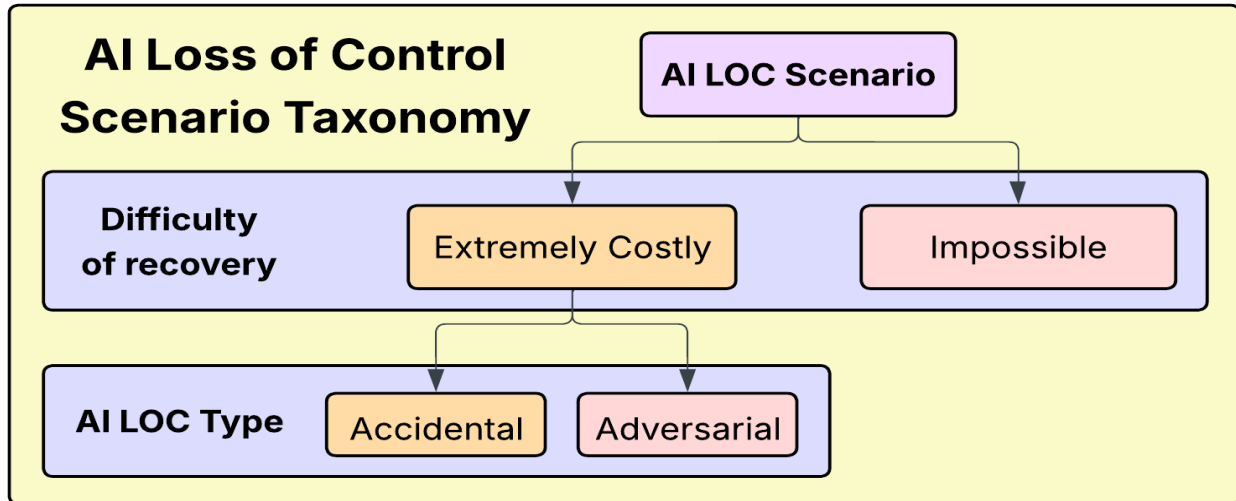 AI Loss of Control
Scenario Taxonomy
AI LOC Scenario
Difficulty
of recovery
Extremely Costly
Impossible
AI LOC Type
Accidental
Adversarial